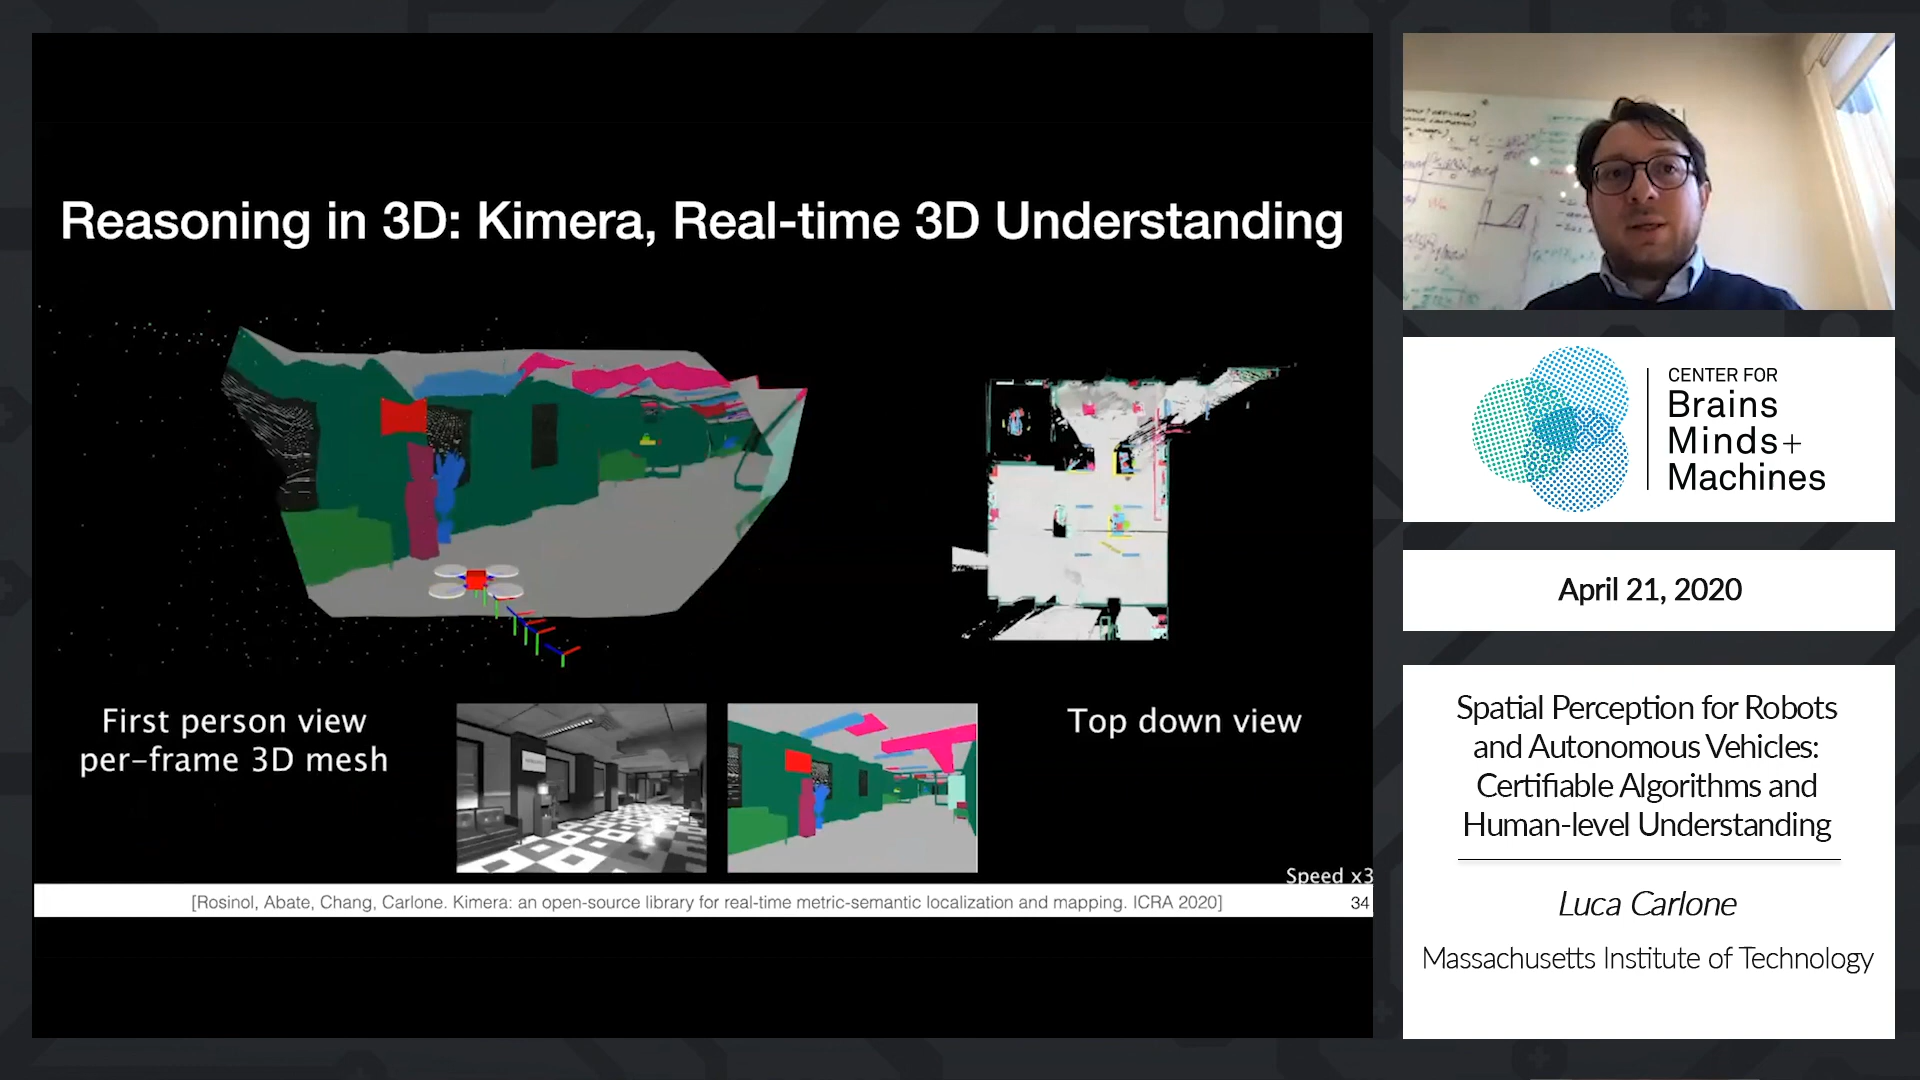 Reasoning in 3D: Kimera, Real-time 3D Understanding
First person view
per-frame 3D mesh
Top down view
Speed x3
[Rosinol, Abate, Chang, Carlone. Kimera: an open-source library for real-time metric-semantic localization and mapping. ICRA 2020]
34
CENTER FOR
Brains
Minds+
Machines
April 21, 2020
Spatial Perception for Robots
and Autonomous Vehicles:
Certifiable Algorithms and
Human-level Understanding
Luca Carlone
Massachusetts Institute of Technology